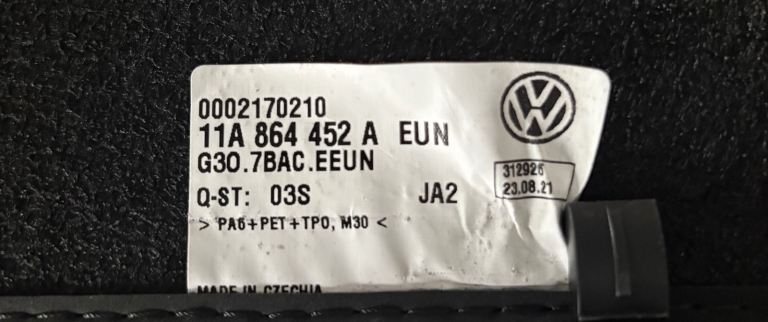 0002170210
11A 864 452 A EUN
G30.7BAC.EEUN
312926
23.08.21
Q-ST: 03S JA2
> PA6+PET+TPO, M30 <
MADE IN CZECHIA